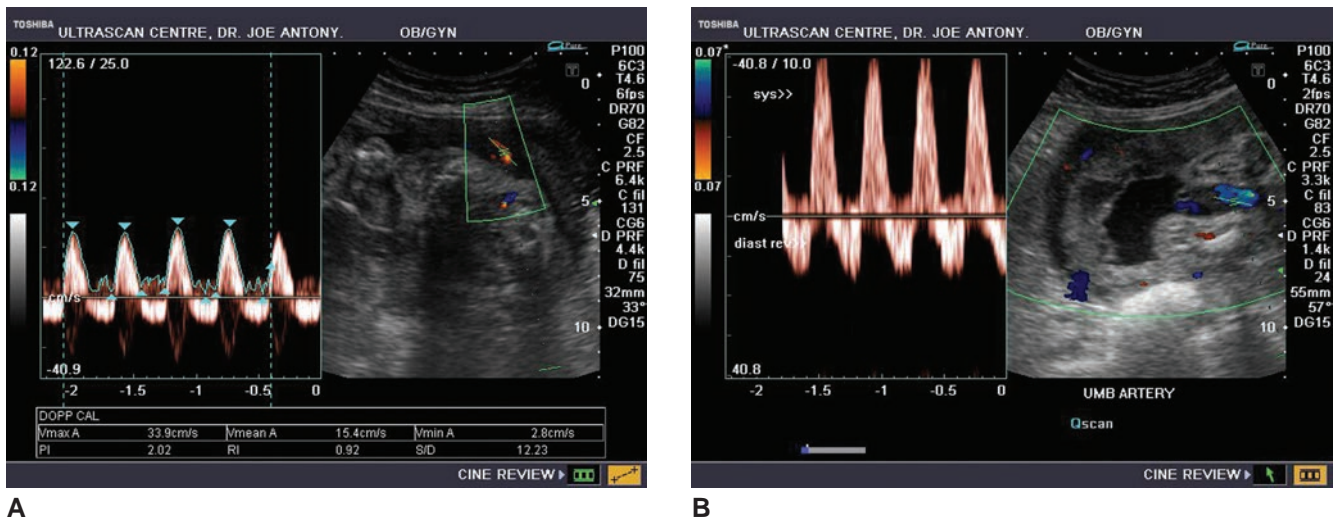 TOSHIBA
ULTRASCAN CENTRE, DR. JOE ANTONY. OB/GYN
Pure
T
0.12
122.6 / 25.0
0.12
cm/s
-40.9
-2 -1.5 -1 -0.5 0
0
5
10
P100
6C3
T4.6
6fps
DR70
G82
CF
2.5
C PRF
6.4k
C fil
131
CG6
D PRF
4.4k
D fil
75
32mm
33°
DG15
DOPP CAL
Vmax A 33.9cm/s Vmean A 15.4cm/s Vmin A 2.8cm/s
PI 2.02 RI 0.92 S/D 12.23
CINE REVIEW
A
TOSHIBA
ULTRASCAN CENTRE, DR. JOE ANTONY. OB/GYN
Pure
T
0.07*
-40.8 / 10.0
sys>>
0.07
cm/s
diast rev>>
40.8
-2 -1.5 -1 -0.5 0
0
5
10
P100
6C3
T4.6
2fps
DR70
G82
CF
2.5
C PRF
3.3k
C fil
83
CG6
D PRF
1.4k
D fil
24
55mm
57°
DG15
UMB ARTERY
Qscan
CINE REVIEW
B